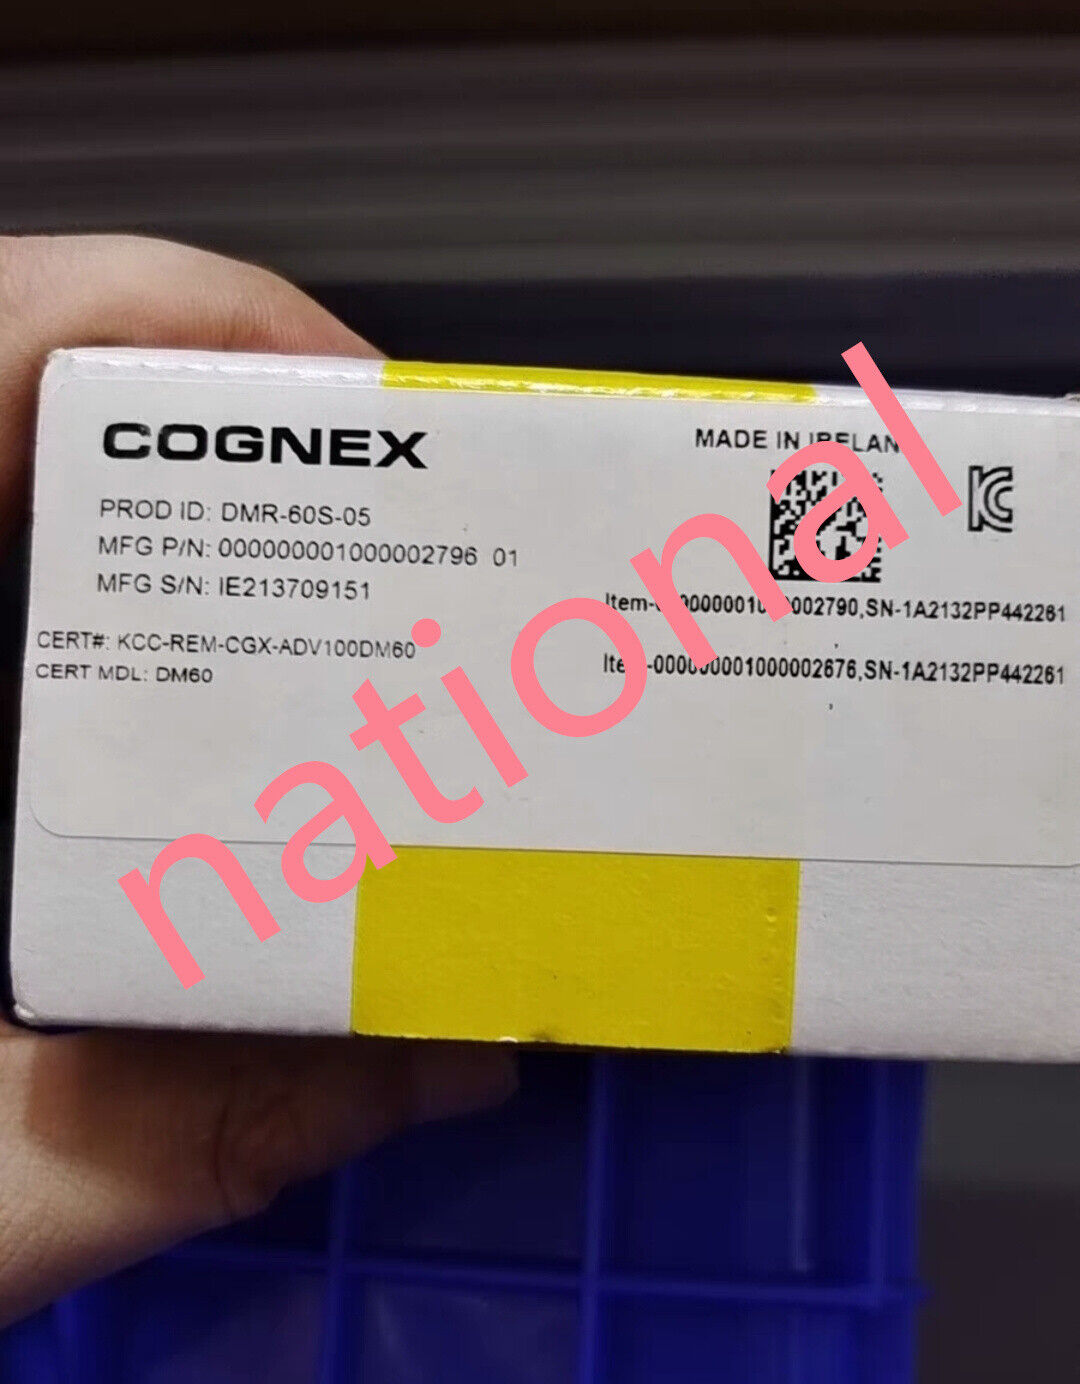 COGNEX
MADE IN IRELAN
PROD ID: DMR-60S-05
MFG P/N: 000000001000002796 01
MFG S/N: IE213709151
CERT#: KCC-REM-CGX-ADV100DM60
CERT MDL: DM60
002790,SN-1A2132PP442261
000000001000002676,SN-1A2132PP442261
national